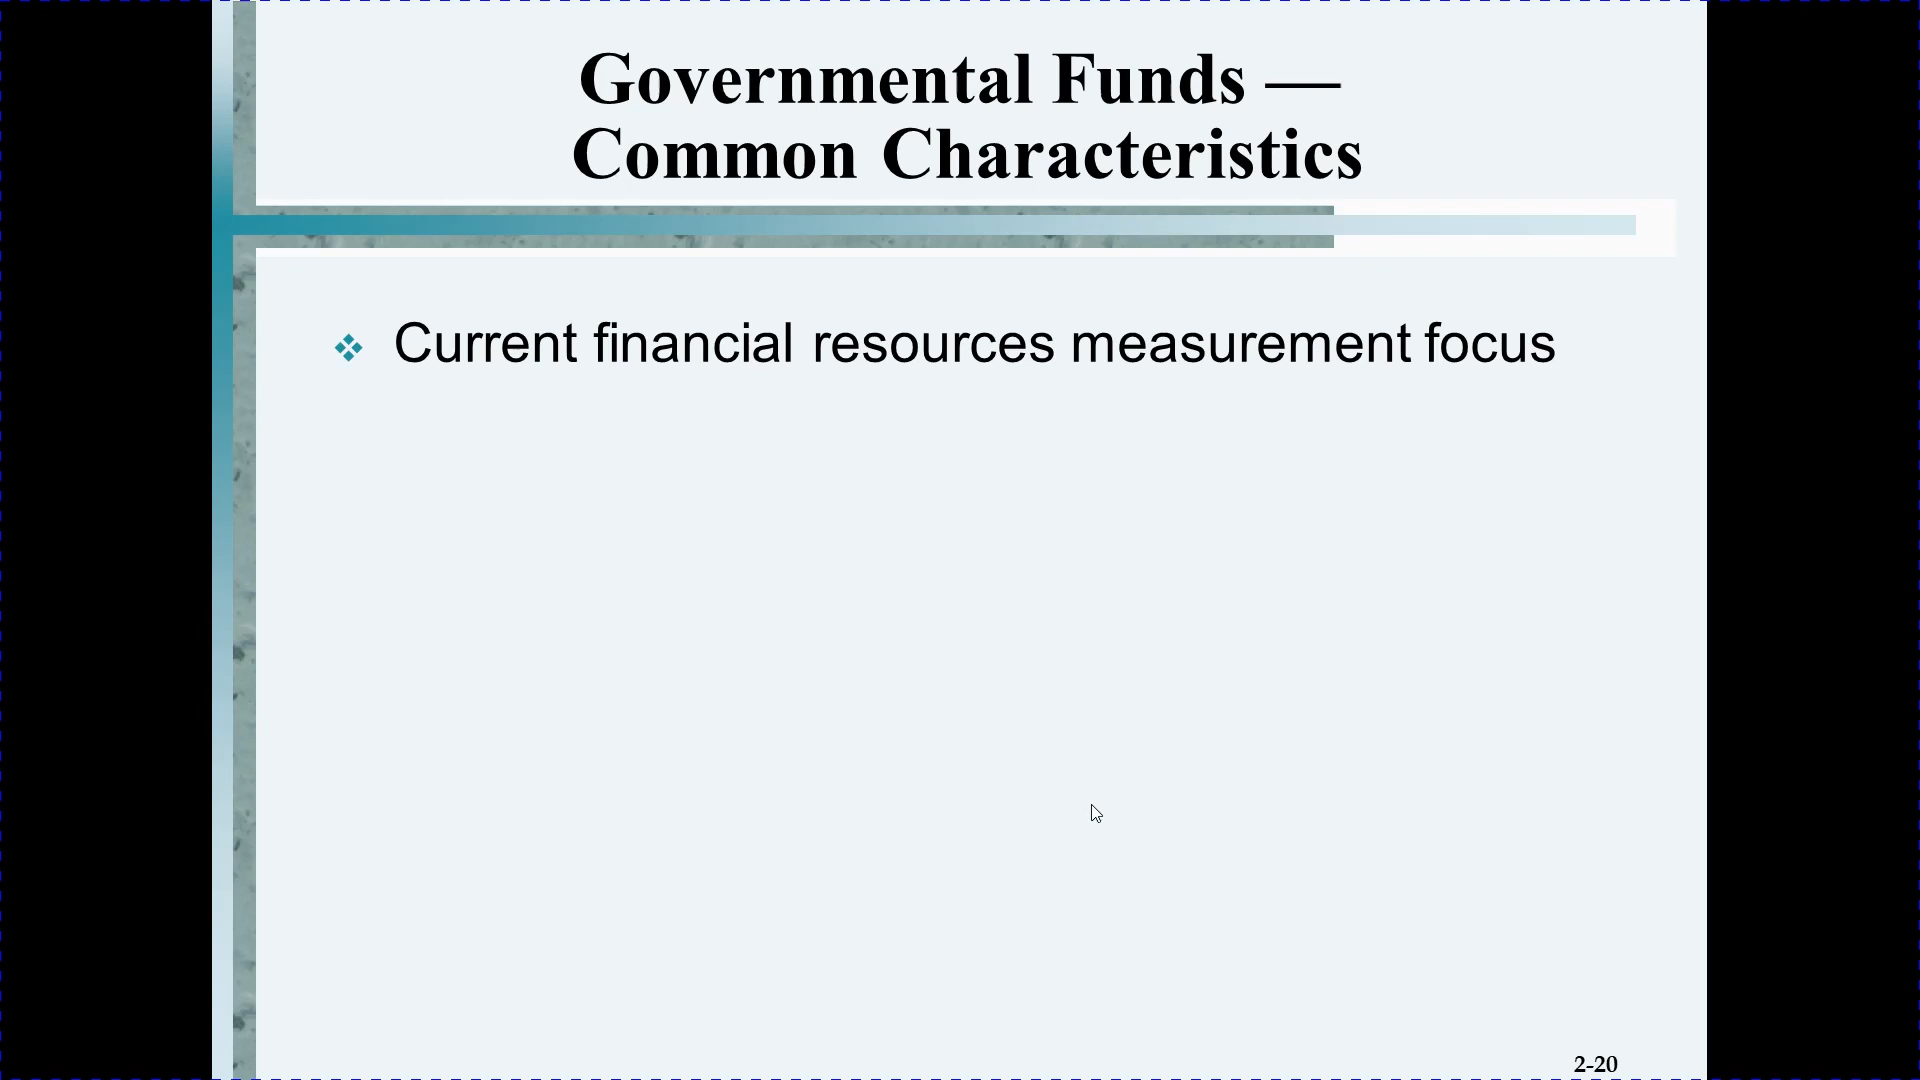 Governmental Funds —
Common Characteristics
Current financial resources measurement focus
2-20